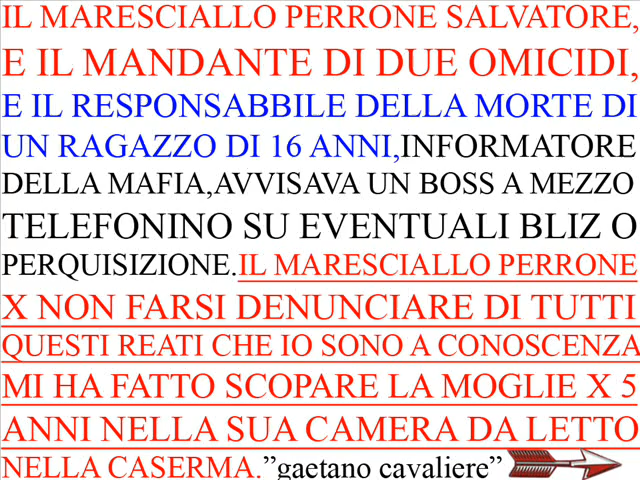 IL MARESCIALLO PERRONE SALVATORE,
E IL MANDANTE DI DUE OMICIDI,
E IL RESPONSABBILE DELLA MORTE DI
UN RAGAZZO DI 16 ANNI,INFORMATORE
DELLA MAFIA,AVVISAVA UN BOSS A MEZZO
TELEFONINO SU EVENTUALI BLIZ O
PERQUISIZIONE.IL MARESCIALLO PERRONE
X NON FARSI DENUNCIARE DI TUTTI
QUESTI REATI CHE IO SONO A CONOSCENZA
MI HA FATTO SCOPARE LA MOGLIE X 5
ANNI NELLA SUA CAMERA DA LETTO
NELLA CASERMA.”gaetano cavaliere”